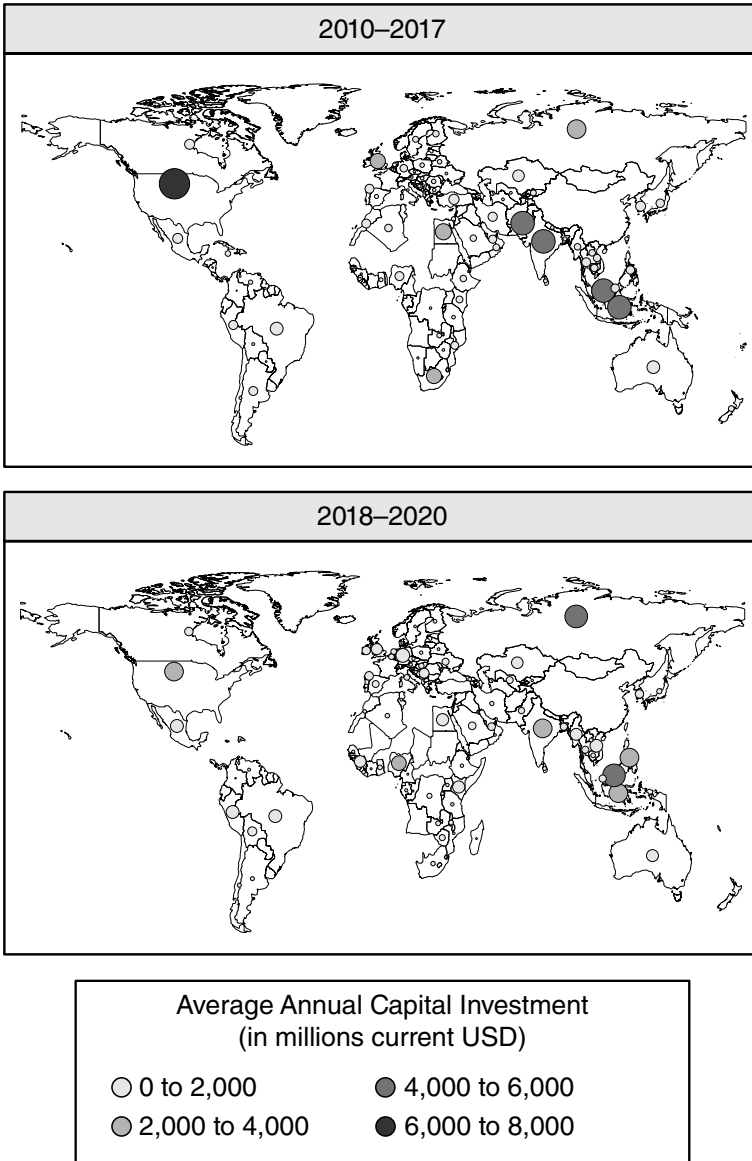 2010–2017
2018–2020
Average Annual Capital Investment
(in millions current USD)
0 to 2,000
4,000 to 6,000
2,000 to 4,000
6,000 to 8,000